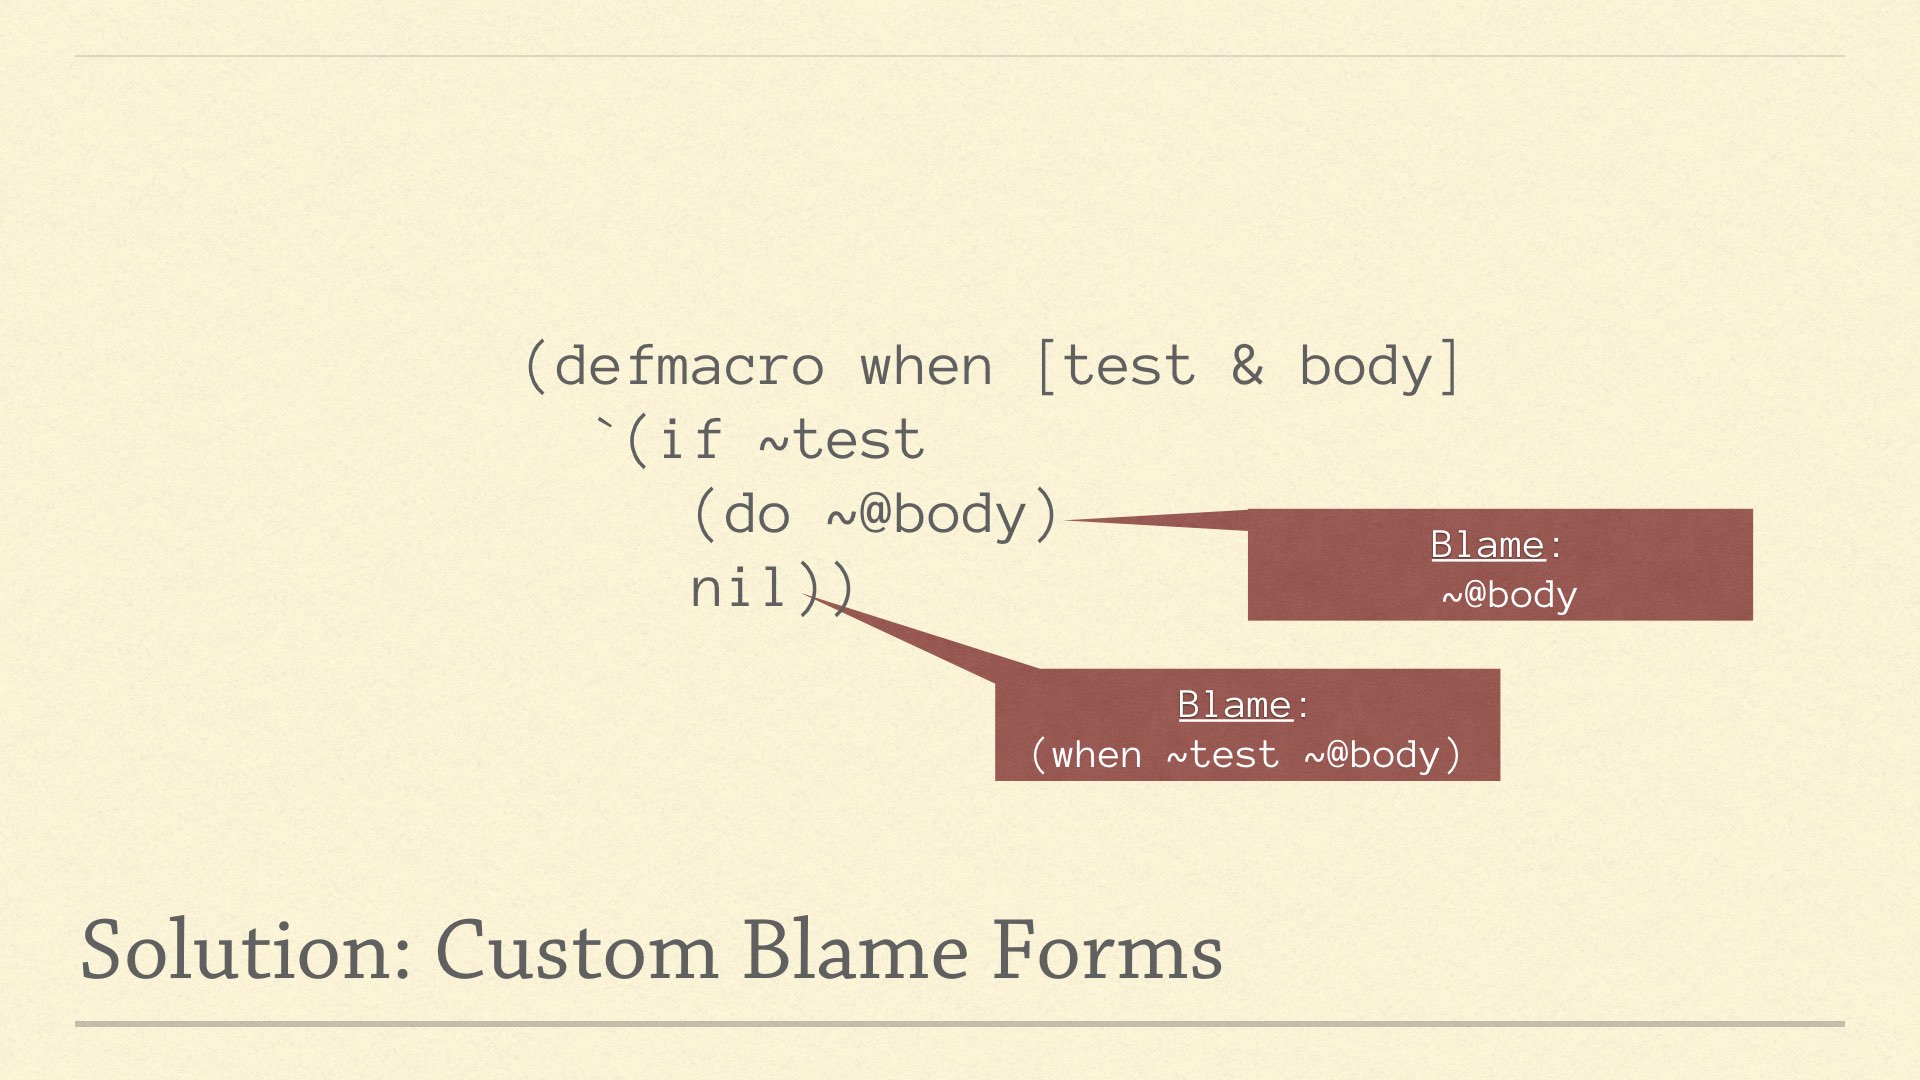 (defmacro when [test & body]
  `(if ~test
     (do ~@body)
     nil))
Blame:
~@body
Blame:
(when ~test ~@body)
Solution: Custom Blame Forms